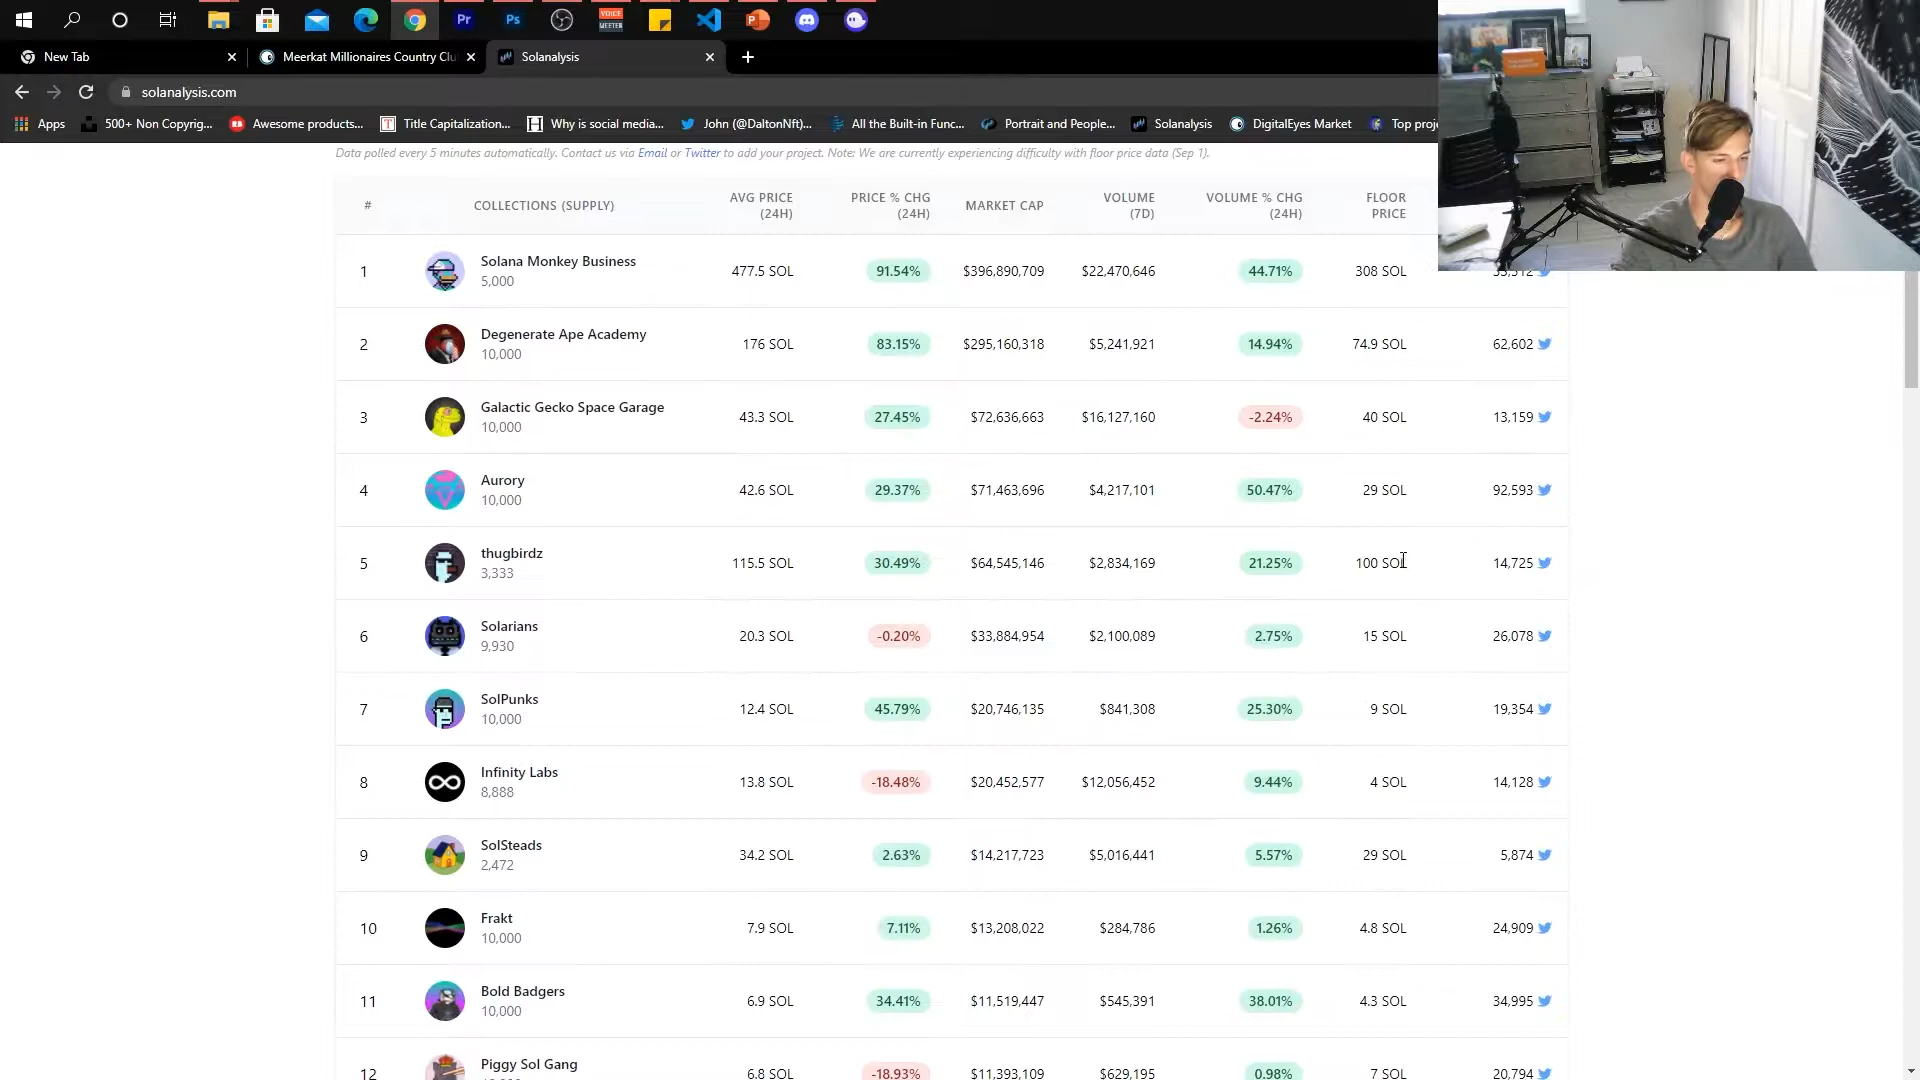 Pr
Ps
VOICE
MEETER
New Tab
Meerkat Millionaires Country Clu
Solanalysis
solanalysis.com
Apps
500+ Non Copyrig...
Awesome products...
Title Capitalization...
Why is social media...
John (@DaltonNft)...
All the Built-in Func...
Portrait and People...
Solanalysis
DigitalEyes Market
Top proj
Data polled every 5 minutes automatically. Contact us via Email or Twitter to add your project. Note: We are currently experiencing difficulty with floor price data (Sep 1).
# COLLECTIONS (SUPPLY) AVG PRICE (24H) PRICE % CHG (24H) MARKET CAP VOLUME (7D) VOLUME % CHG (24H) FLOOR PRICE
1 Solana Monkey Business 477.5 SOL 91.54% $396,890,709 $22,470,646 44.71% 308 SOL
5,000
2 Degenerate Ape Academy 176 SOL 83.15% $295,160,318 $5,241,921 14.94% 74.9 SOL 62,602
10,000
3 Galactic Gecko Space Garage 43.3 SOL 27.45% $72,636,663 $16,127,160 -2.24% 40 SOL 13,159
10,000
4 Aurory 42.6 SOL 29.37% $71,463,696 $4,217,101 50.47% 29 SOL 92,593
10,000
5 thugbirdz 115.5 SOL 30.49% $64,545,146 $2,834,169 21.25% 100 SOL 14,725
3,333
6 Solarians 20.3 SOL -0.20% $33,884,954 $2,100,089 2.75% 15 SOL 26,078
9,930
7 SolPunks 12.4 SOL 45.79% $20,746,135 $841,308 25.30% 9 SOL 19,354
10,000
8 Infinity Labs 13.8 SOL -18.48% $20,452,577 $12,056,452 9.44% 4 SOL 14,128
8,888
9 SolSteads 34.2 SOL 2.63% $14,217,723 $5,016,441 5.57% 29 SOL 5,874
2,472
10 Frakt 7.9 SOL 7.11% $13,208,022 $284,786 1.26% 4.8 SOL 24,909
10,000
11 Bold Badgers 6.9 SOL 34.41% $11,519,447 $545,391 38.01% 4.3 SOL 34,995
10,000
12 Piggy Sol Gang 6.8 SOL -18.93% $11,393,109 $629,195 0.98% 7 SOL 20,794